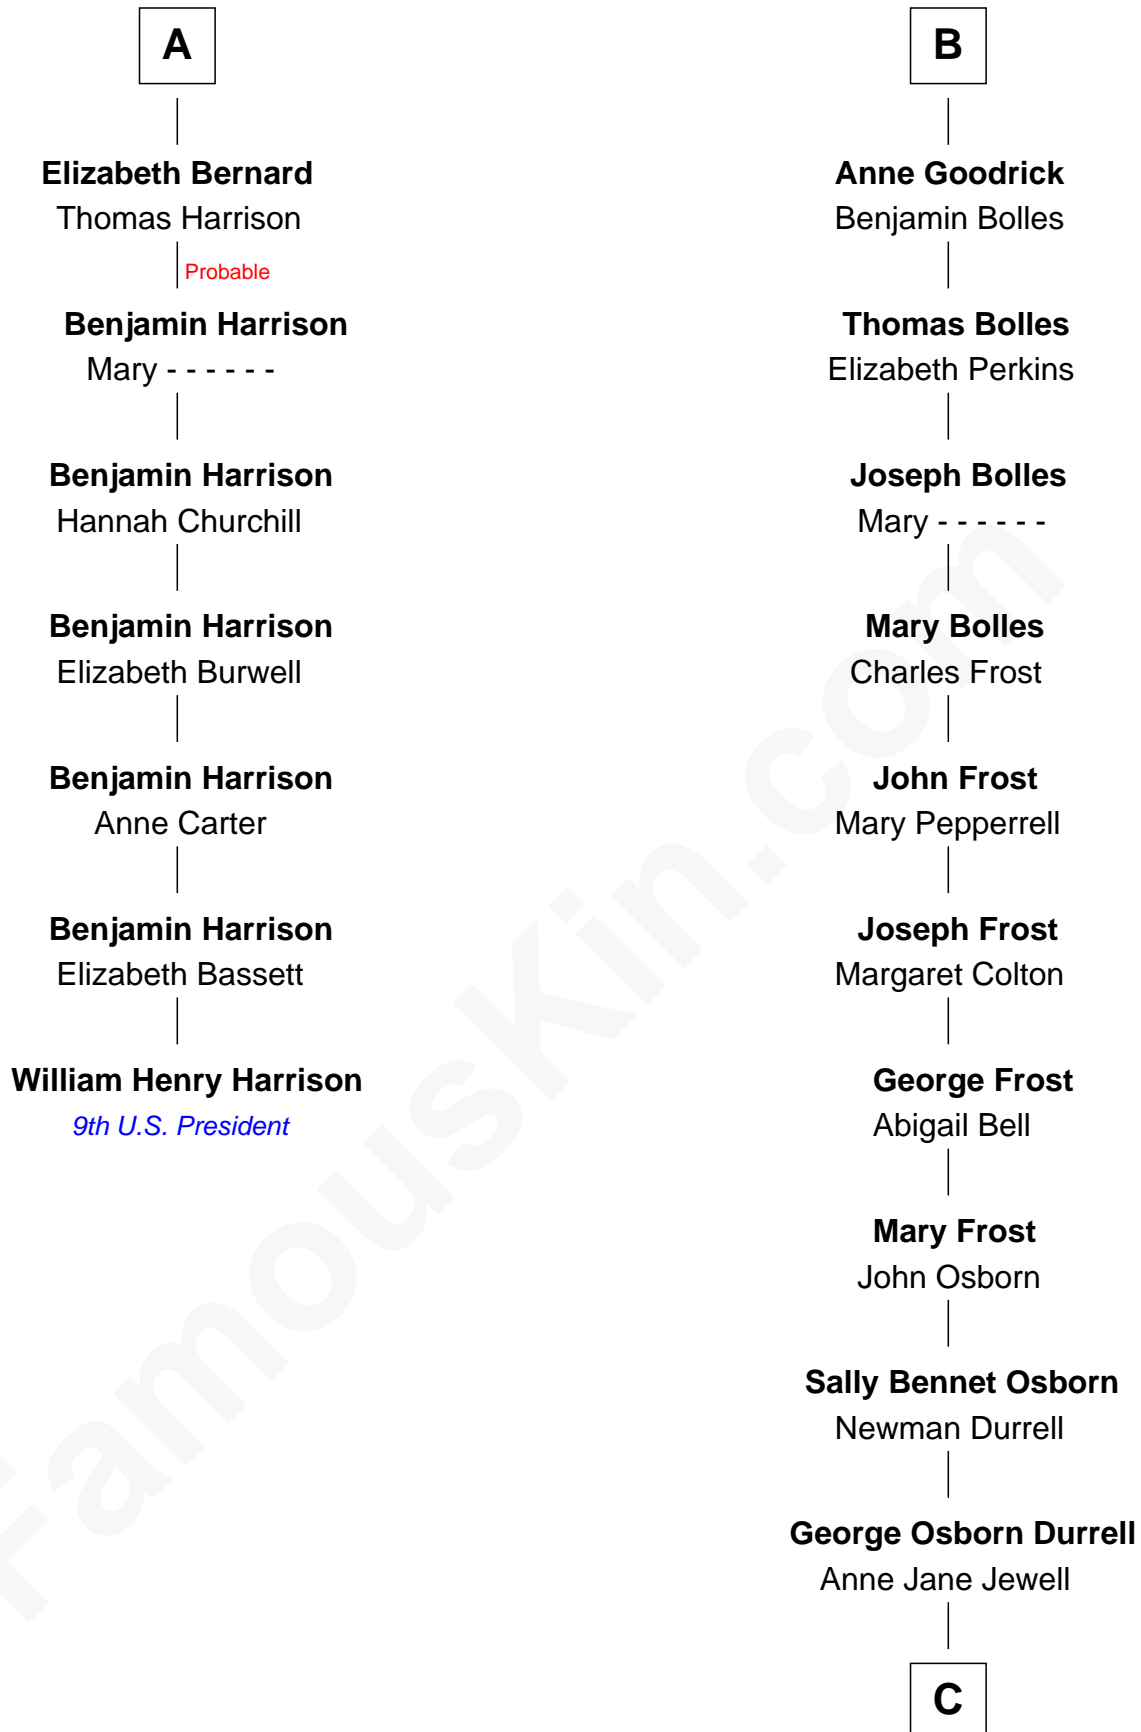 A
Elizabeth Bernard
Thomas Harrison
Probable
Benjamin Harrison
Mary - - - - - -
Benjamin Harrison
Hannah Churchill
Benjamin Harrison
Elizabeth Burwell
Benjamin Harrison
Anne Carter
Benjamin Harrison
Elizabeth Bassett
William Henry Harrison
9th U.S. President
B
Anne Goodrick
Benjamin Bolles
Thomas Bolles
Elizabeth Perkins
Joseph Bolles
Mary - - - - - -
Mary Bolles
Charles Frost
John Frost
Mary Pepperrell
Joseph Frost
Margaret Colton
George Frost
Abigail Bell
Mary Frost
John Osborn
Sally Bennet Osborn
Newman Durrell
George Osborn Durrell
Anne Jane Jewell
C
FamousKin.com